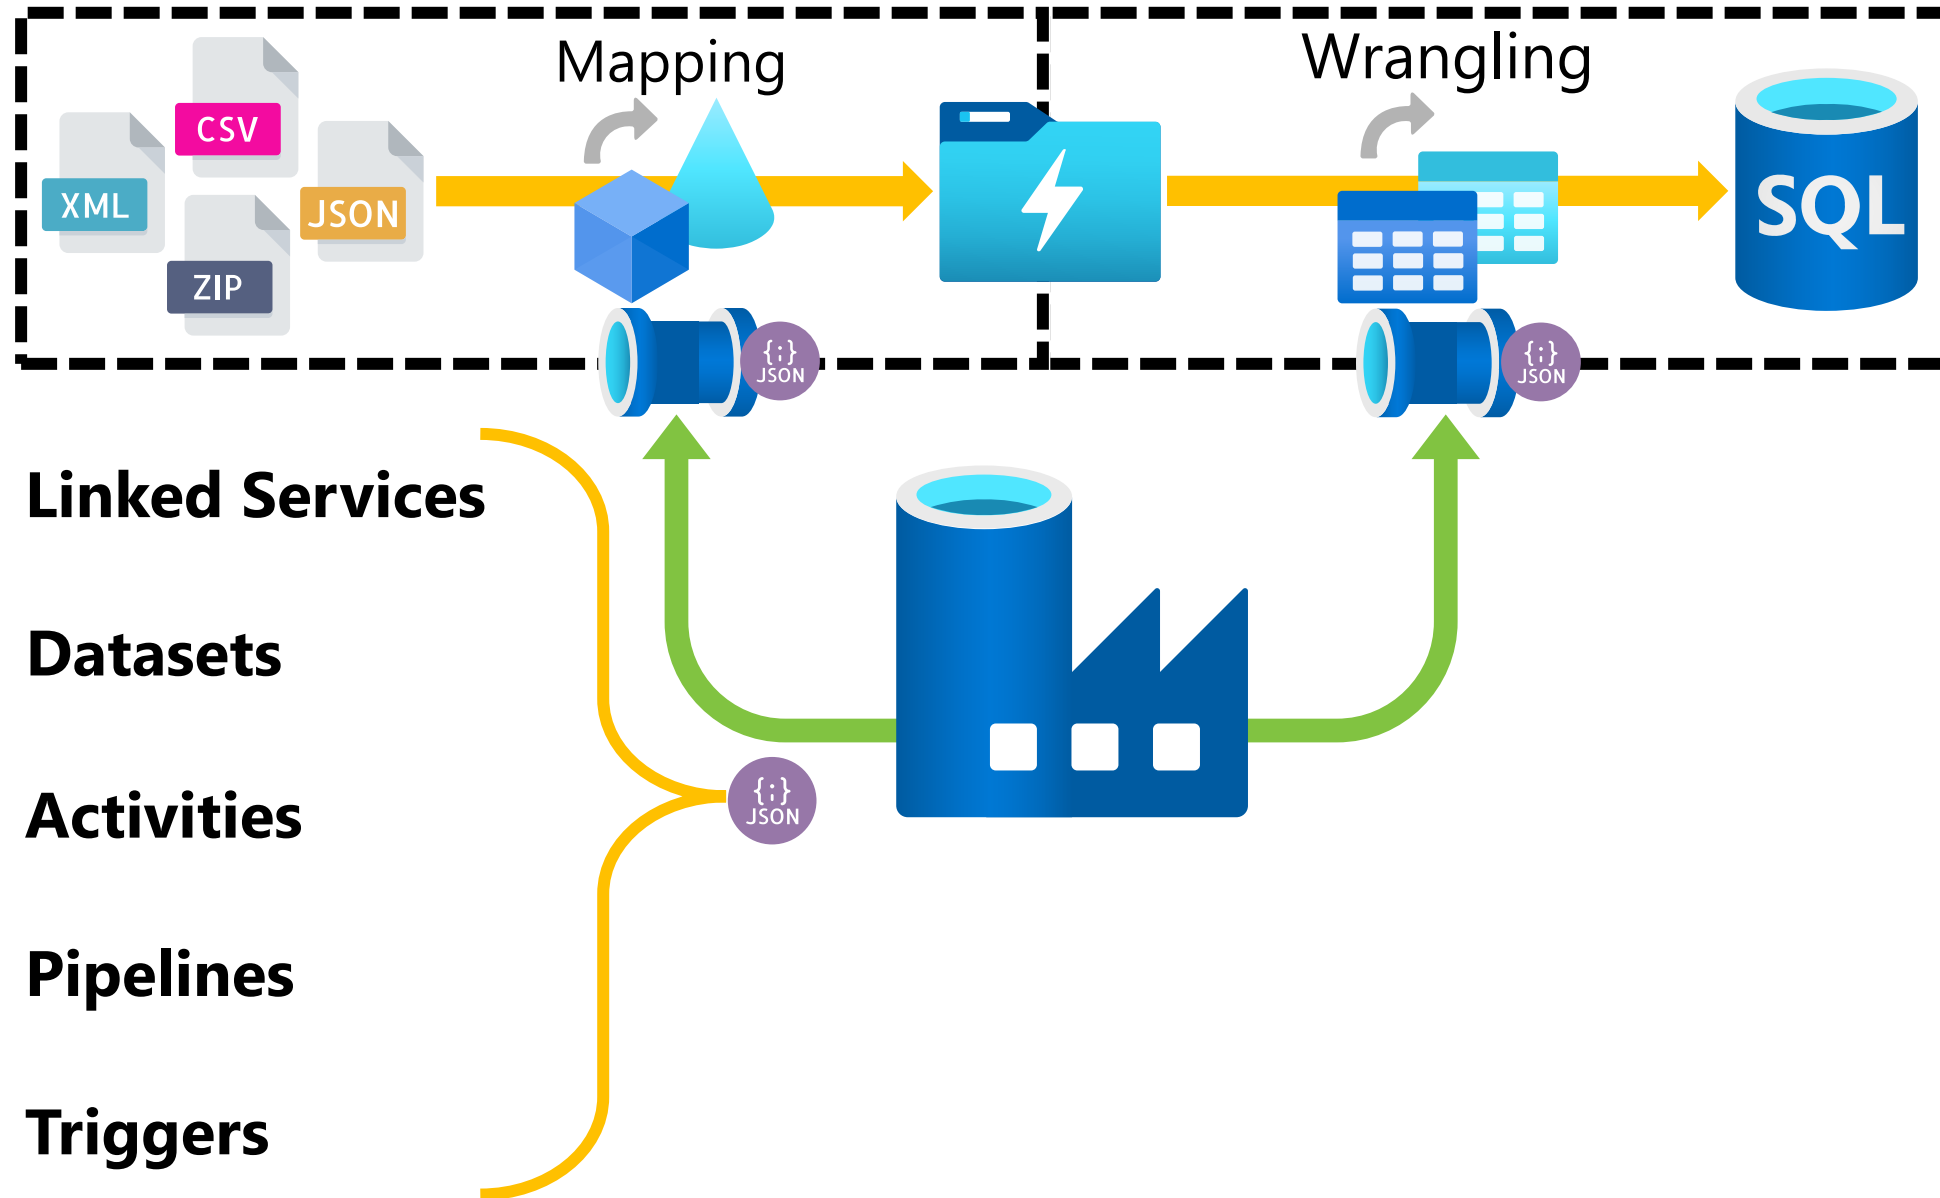 Mapping
Wrangling
CSV
XML
JSON
ZIP
SQL
{;}
JSON
{;}
JSON
Linked Services
Datasets
Activities
{;}
JSON
Pipelines
Triggers